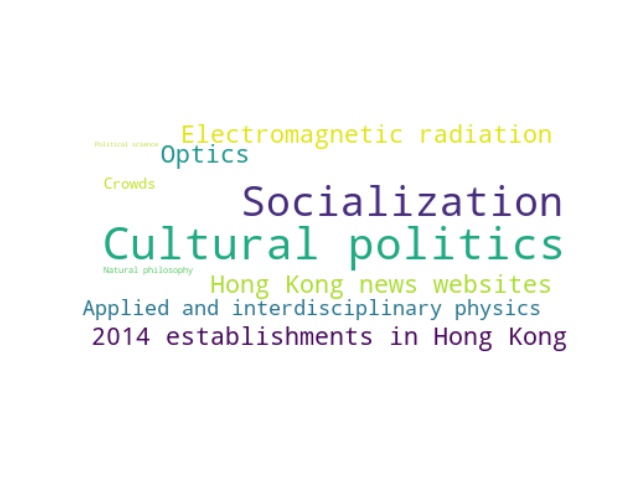 Electromagnetic radiation
Political science
Optics
Crowds
Socialization
Cultural politics
Natural philosophy
Hong Kong news websites
Applied and interdisciplinary physics
2014 establishments in Hong Kong